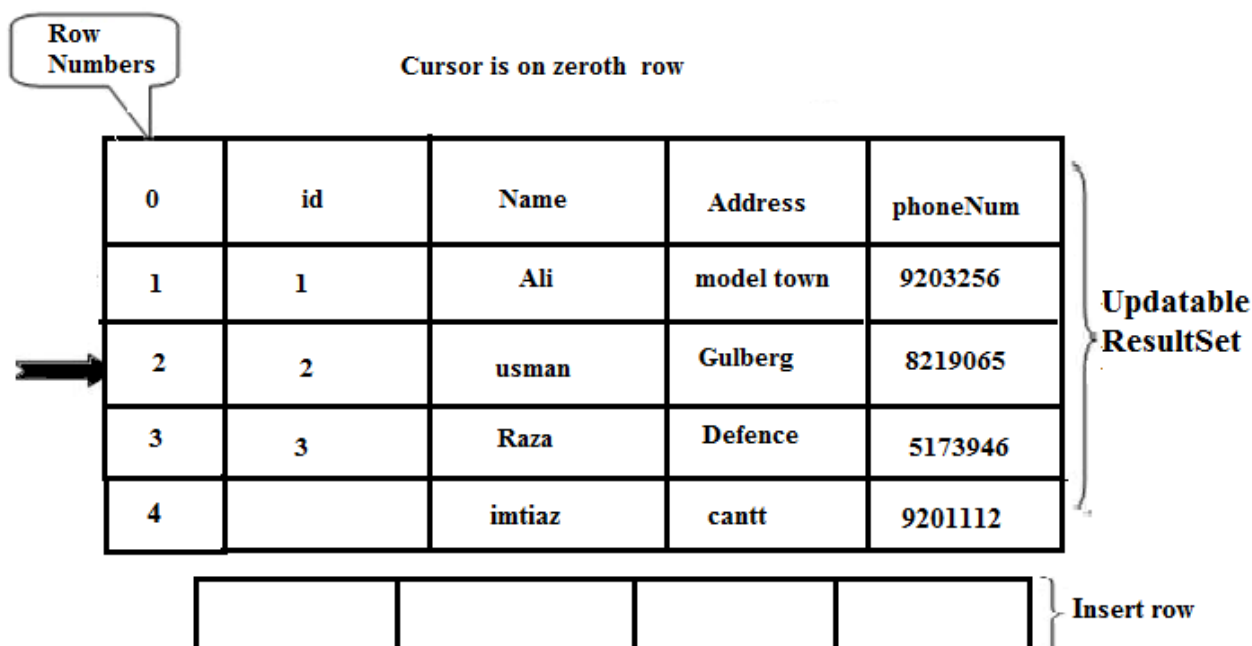 Row
Numbers
Cursor is on zeroth row
0 id Name Address phoneNum
1 1 Ali model town 9203256
2 2 usman Gulberg 8219065
3 3 Raza Defence 5173946
4 imtiaz cantt 9201112
Updatable
ResultSet
Insert row